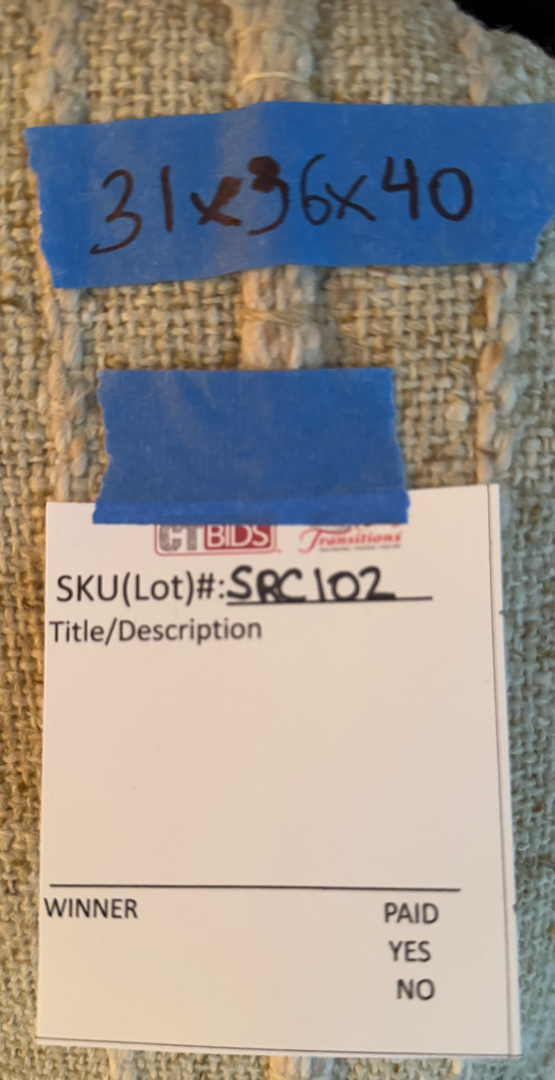 31x36x40
CTBIDS
Transitions
SKU(Lot)#:SRC102
Title/Description
WINNER
PAID
YES
NO